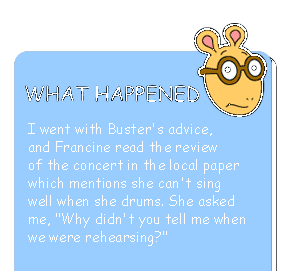 WHAT HAPPENED
I went with Buster's advice,
and Francine read the review
of the concert in the local paper
which mentions she can't sing
well when she drums. She asked
me, "Why didn't you tell me when
we were rehearsing?"